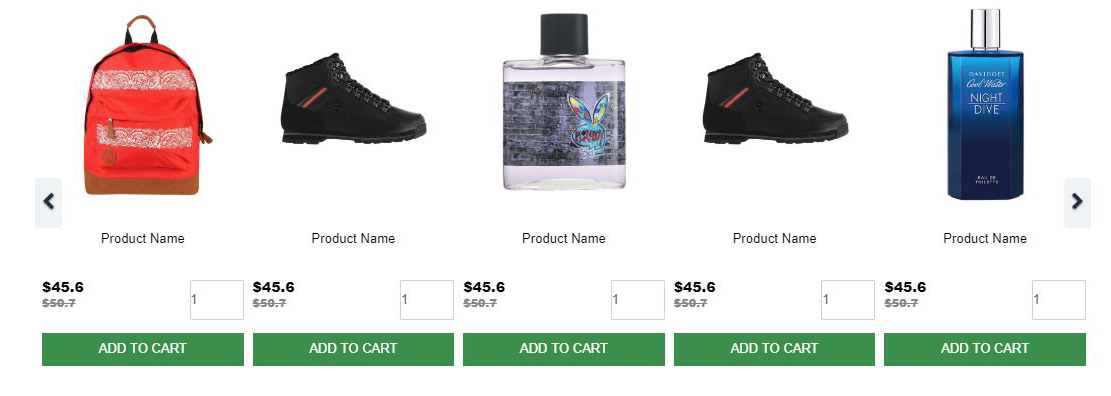 DAVIDOFF
Cool Water
NIGHT
DIVE
EAU DE
TOILETTE
Product Name
Product Name
Product Name
Product Name
Product Name
$45.6
$50.7
1
$45.6
$50.7
1
$45.6
$50.7
1
$45.6
$50.7
1
$45.6
$50.7
1
ADD TO CART
ADD TO CART
ADD TO CART
ADD TO CART
ADD TO CART